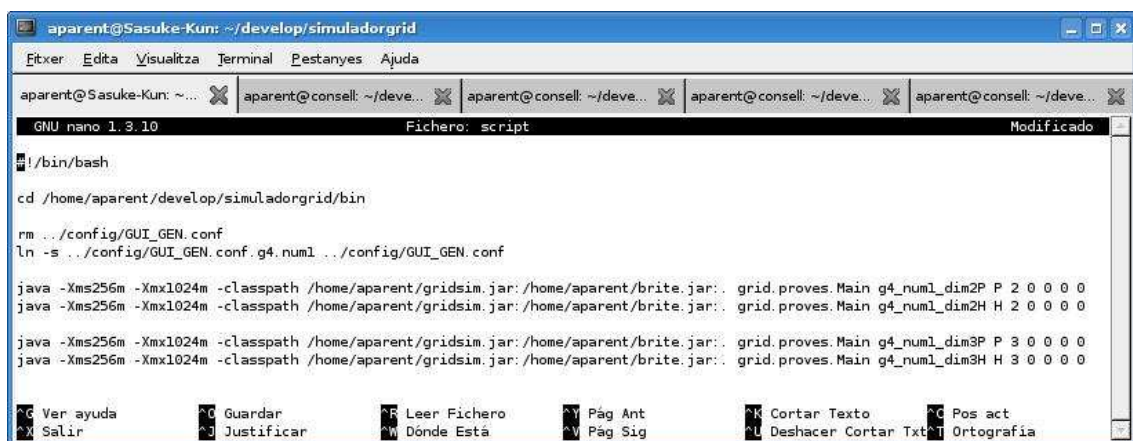 aparent@Sasuke-Kun: ~/develop/simuladorgrid
Fitxer Edita Visualitza Terminal Pestanyes Ajuda
aparent@Sasuke-Kun: ~... aparent@consell: ~/deve... aparent@consell: ~/deve... aparent@consell: ~/deve... aparent@consell: ~/deve...
GNU nano 1.3.10 Fichero: script Modificado
#!/bin/bash
cd /home/aparent/develop/simuladorgrid/bin
rm ../config/GUI_GEN.conf
ln -s ../config/GUI_GEN.conf.g4.num1 ../config/GUI_GEN.conf
java -Xms256m -Xmx1024m -classpath /home/aparent/gridsim.jar:/home/aparent/brite.jar:. grid.proves.Main g4_num1_dim2P P 2 0 0 0 0
java -Xms256m -Xmx1024m -classpath /home/aparent/gridsim.jar:/home/aparent/brite.jar:. grid.proves.Main g4_num1_dim2H H 2 0 0 0 0
java -Xms256m -Xmx1024m -classpath /home/aparent/gridsim.jar:/home/aparent/brite.jar:. grid.proves.Main g4_num1_dim3P P 3 0 0 0 0
java -Xms256m -Xmx1024m -classpath /home/aparent/gridsim.jar:/home/aparent/brite.jar:. grid.proves.Main g4_num1_dim3H H 3 0 0 0 0
^G Ver ayuda ^O Guardar ^R Leer Fichero ^Y Pág Ant ^K Cortar Texto ^C Pos act
^X Salir ^J Justificar ^W Dónde Está ^V Pág Sig ^U Deshacer Cortar Txt ^T Ortografía